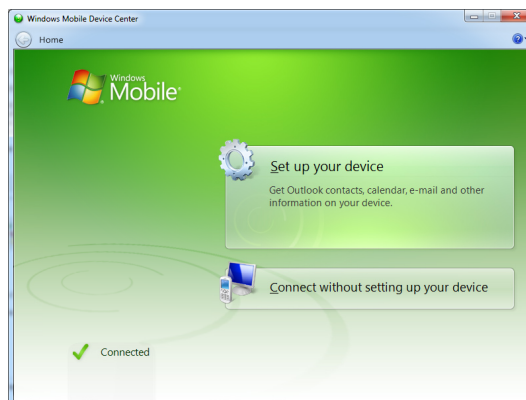 Windows Mobile Device Center
Home
Windows
Mobile®
Set up your device
Get Outlook contacts, calendar, e-mail and other
information on your device.
Connect without setting up your device
Connected